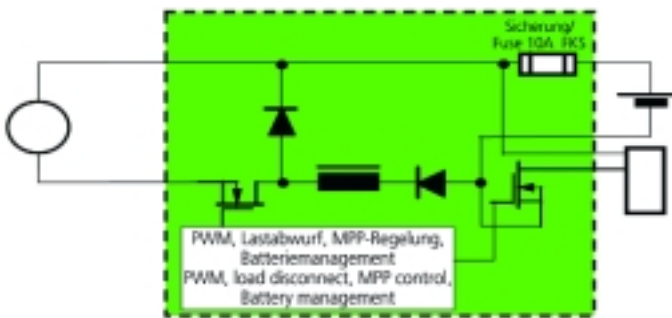 Sicherung/
Fuse 10A FKS
PWM, Lastabwurf, MPP-Regelung,
Batteriemanagement
PWM, load disconnect, MPP control,
Battery management